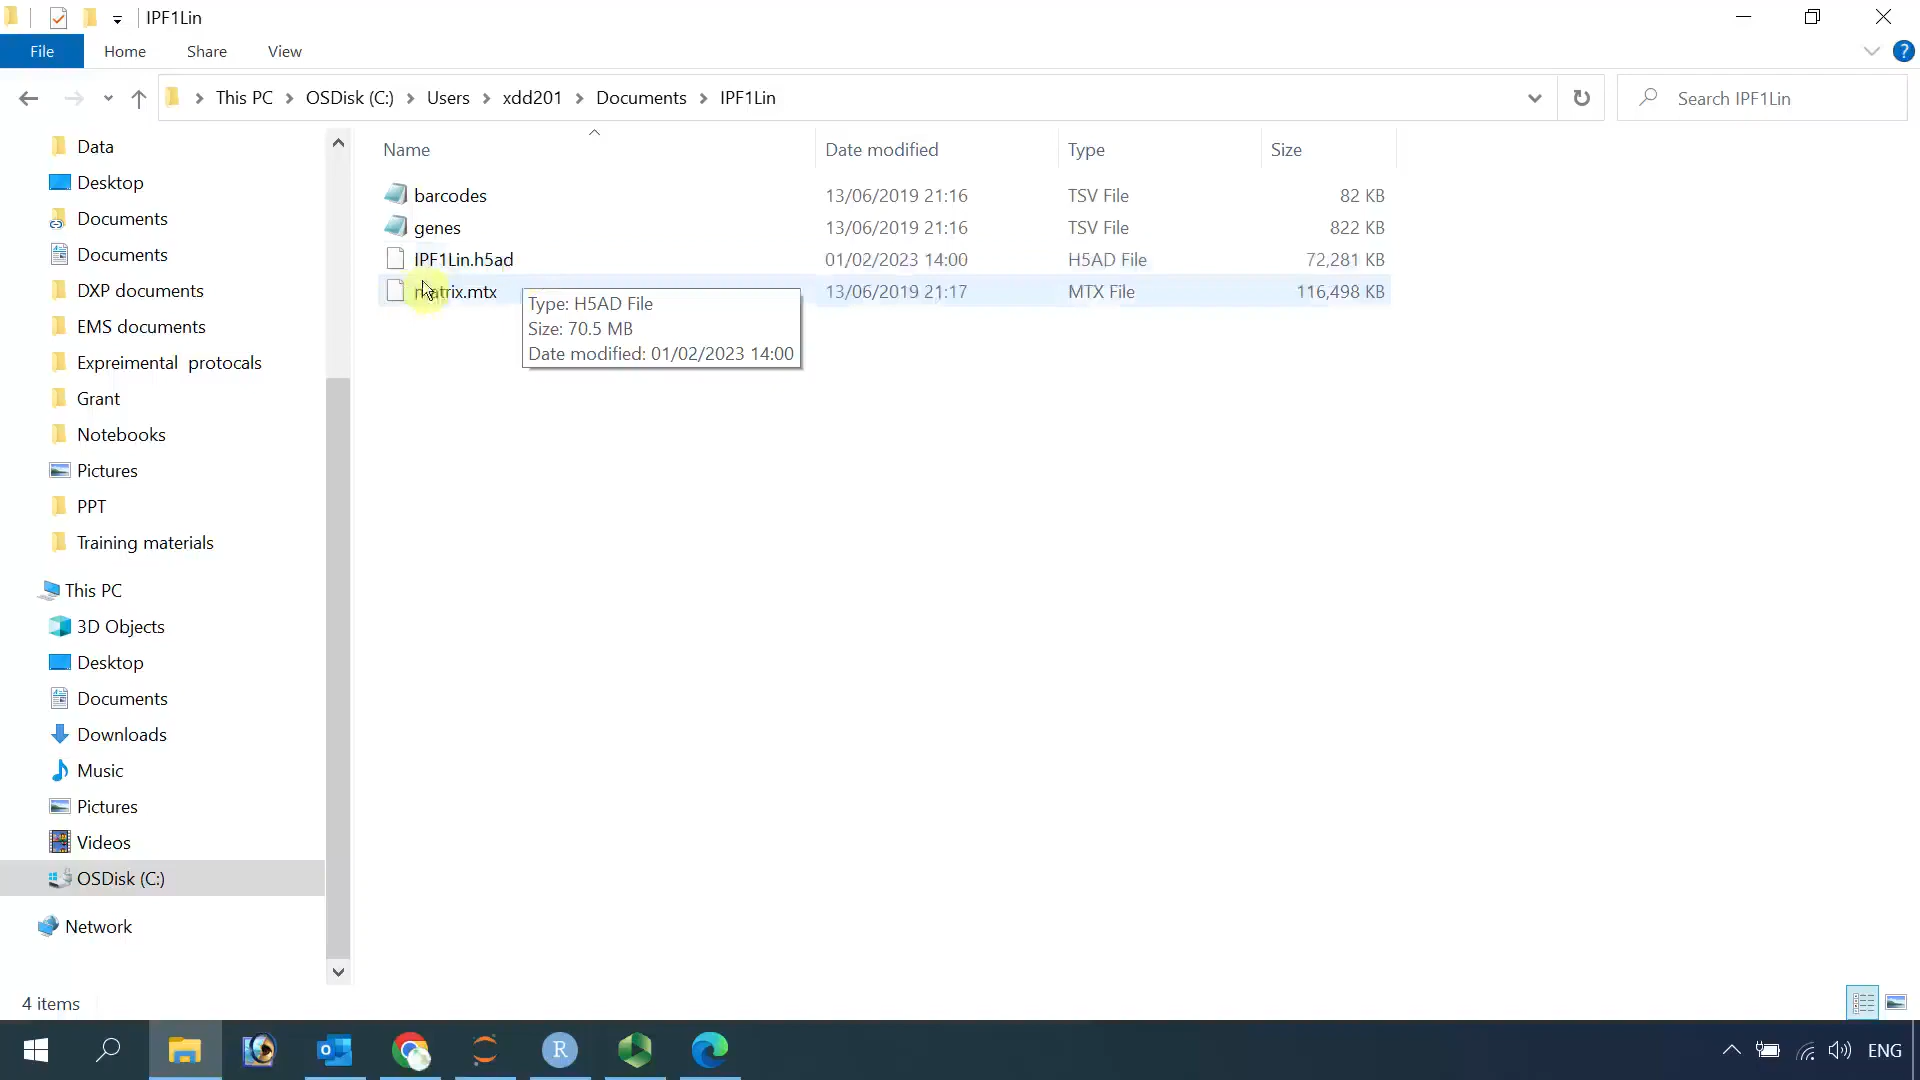 IPF1Lin
File Home Share View
This PC OSDisk (C:) Users xdd201 Documents IPF1Lin
Search IPF1Lin
Data
Desktop
Documents
Documents
DXP documents
EMS documents
Expreimental protocals
Grant
Notebooks
Pictures
PPT
Training materials
This PC
3D Objects
Desktop
Documents
Downloads
Music
Pictures
Videos
OSDisk (C:)
Network
Name Date modified Type Size
barcodes 13/06/2019 21:16 TSV File 82 KB
genes 13/06/2019 21:16 TSV File 822 KB
IPF1Lin.h5ad 01/02/2023 14:00 H5AD File 72,281 KB
matrix.mtx 13/06/2019 21:17 MTX File 116,498 KB
Type: H5AD File
Size: 70.5 MB
Date modified: 01/02/2023 14:00
4 items
ENG